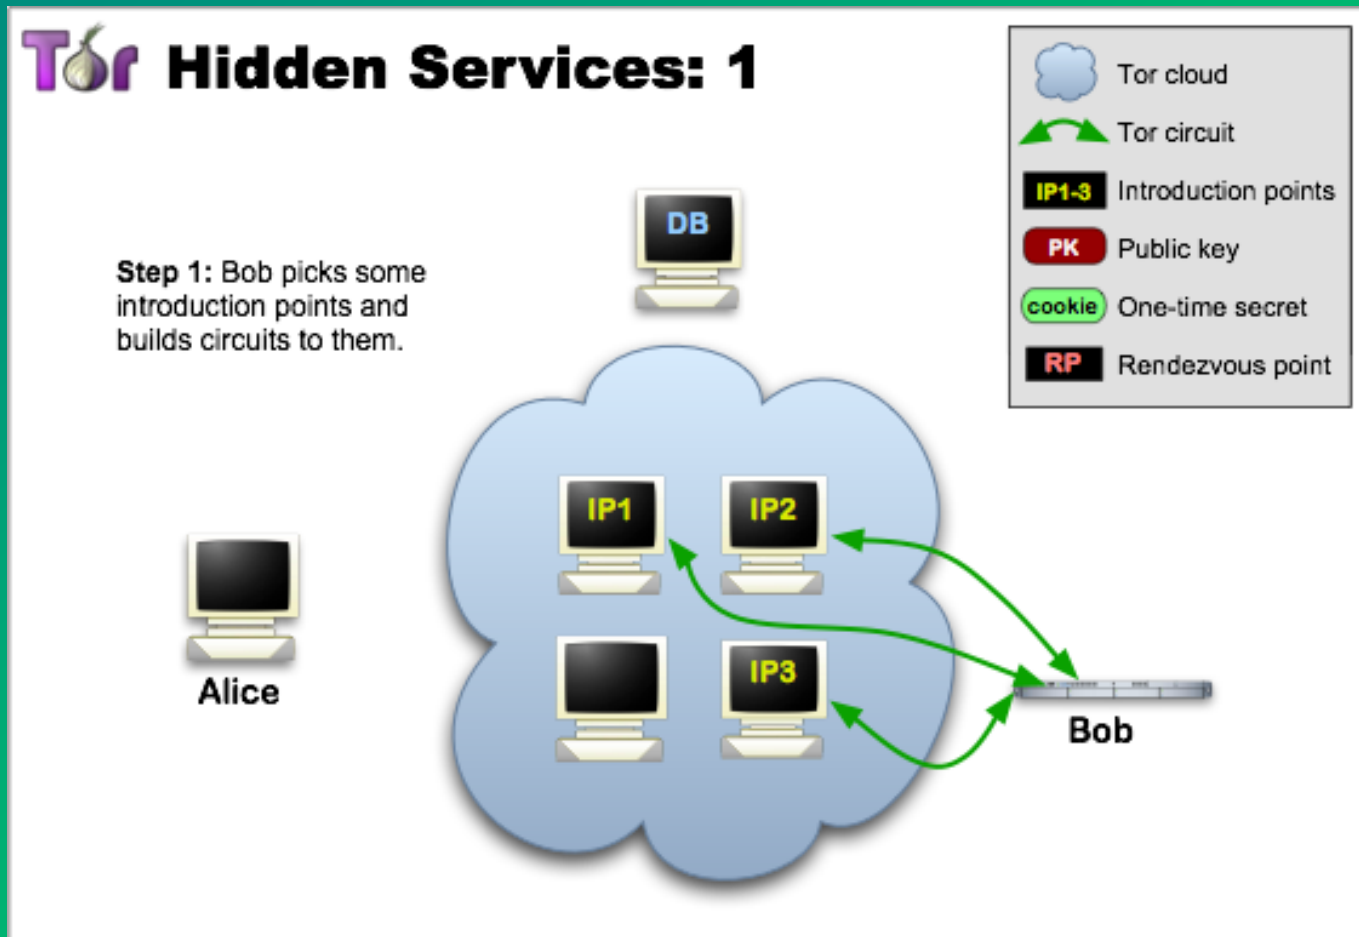 Tor Hidden Services: 1
Tor cloud
Tor circuit
IP1-3 Introduction points
PK Public key
cookie One-time secret
RP Rendezvous point
DB
Step 1: Bob picks some
introduction points and
builds circuits to them.
IP1 IP2
IP3
Alice
Bob